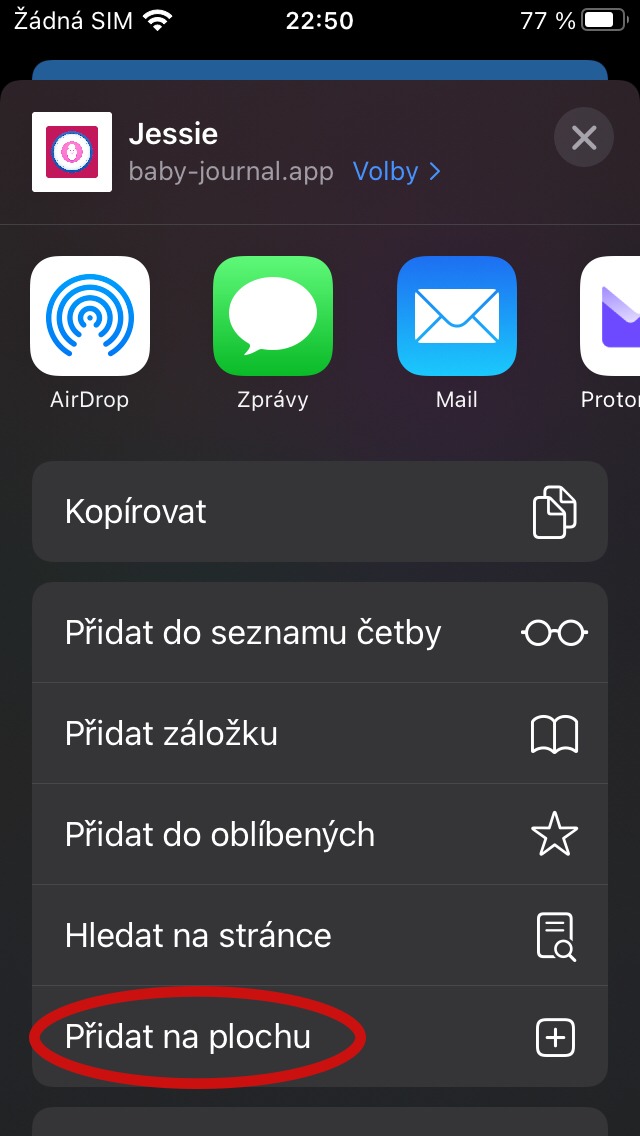 Žádná SIM 22:50 77 %
Jessie
baby-journal.app Volby
AirDrop Zprávy Mail Proton
Kopírovat
Přidat do seznamu četby
Přidat záložku
Přidat do oblíbených
Hledat na stránce
Přidat na plochu